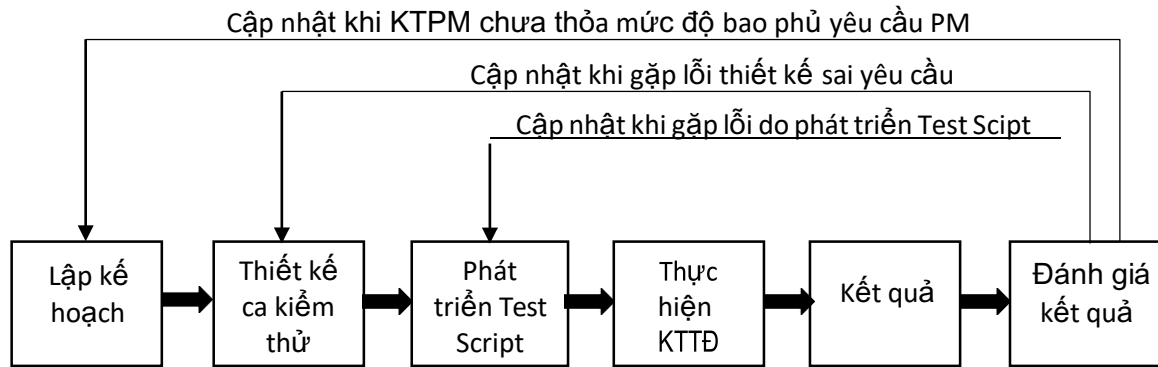 Cập nhật khi KTPM chưa thỏa mức độ bao phủ yêu cầu PM
Cập nhật khi gặp lỗi thiết kế sai yêu cầu
Cập nhật khi gặp lỗi do phát triển Test Scipt
Lập kế
hoạch
Thiết kế
ca kiểm
thử
Phát
triển Test
Script
Thực
hiện
KTTĐ
Kết quả
Đánh giá
kết quả